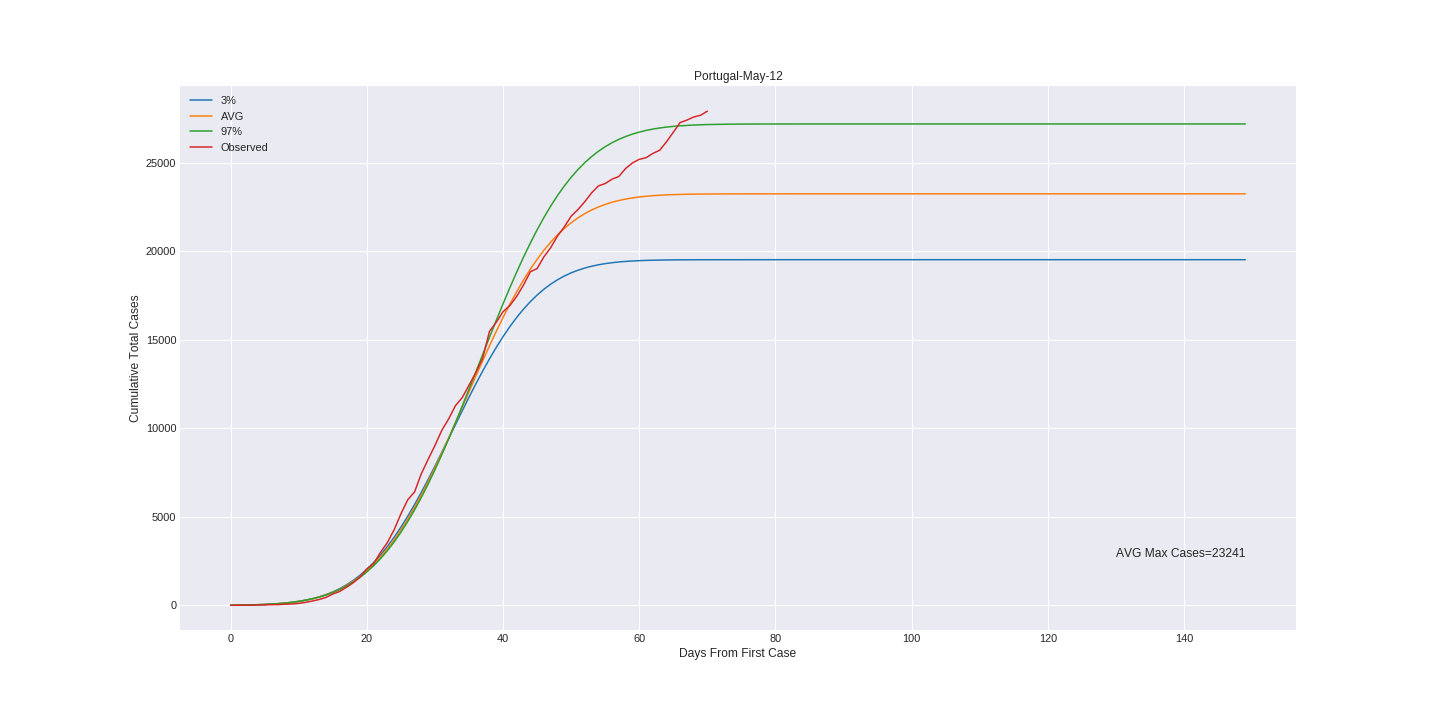 Portugal-May-12
3%
AVG
97%
Observed
25000
20000
15000
10000
5000
0
Cumulative Total Cases
AVG Max Cases=23241
0 20 40 60 80 100 120 140
Days From First Case